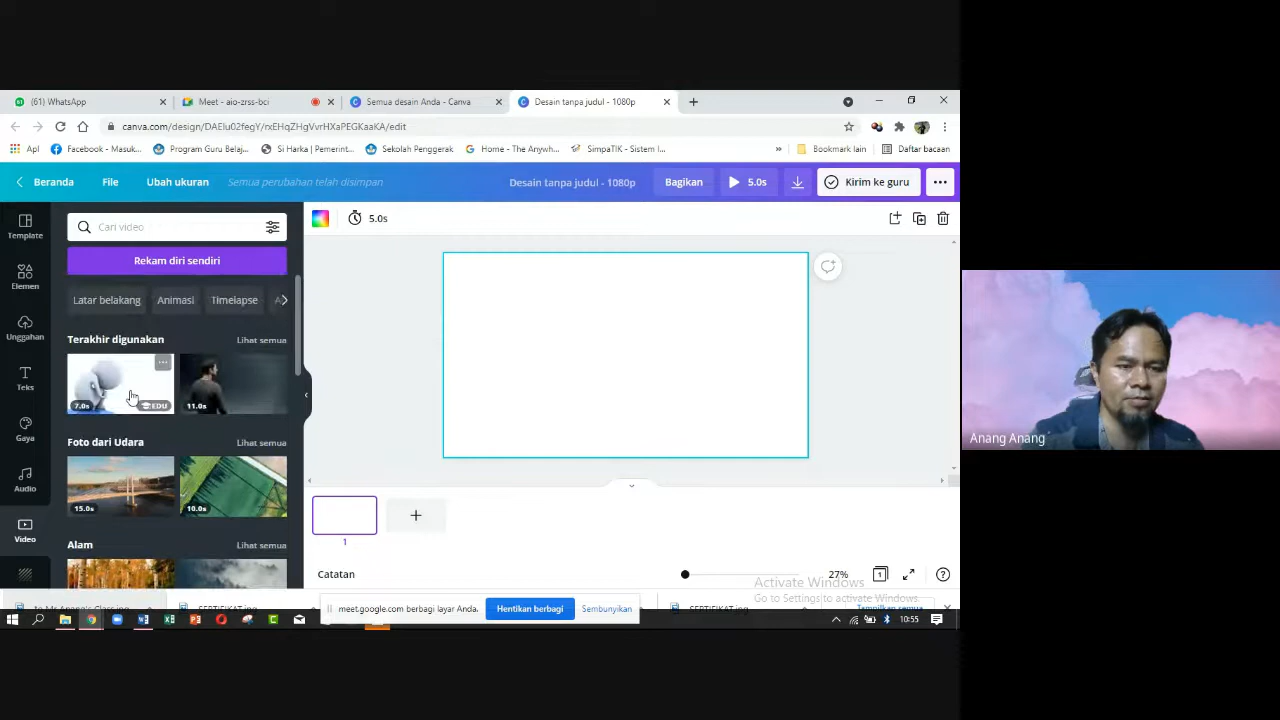 (61) WhatsApp
Meet - aio-zrss-bci
Semua desain Anda - Canva
Desain tanpa judul - 1080p
canva.com/design/DAElu02fegY/rxEHqZHgVvrHXaPEGKaaKA/edit
Apl
Facebook - Masuk...
Program Guru Belaj...
Si Harka | Pemerint...
Sekolah Penggerak
Home - The Anywh...
SimpaTIK - Sistem I...
»
Bookmark lain
Daftar bacaan
Beranda
File
Ubah ukuran
Semua perubahan telah disimpan
Desain tanpa judul - 1080p
Bagikan
5.0s
Kirim ke guru
Template
Elemen
Unggahan
Teks
Gaya
Audio
Video
Cari video
Rekam diri sendiri
Latar belakang
Animasi
Timelapse
Terakhir digunakan
Lihat semua
7.0s
EDU
11.0s
Foto dari Udara
Lihat semua
15.0s
10.0s
Alam
Lihat semua
5.0s
1
Catatan
27%
1
Activate Windows
Go to Settings to activate Windows.
meet.google.com berbagi layar Anda.
Hentikan berbagi
Sembunyikan
10:55
Anang Anang